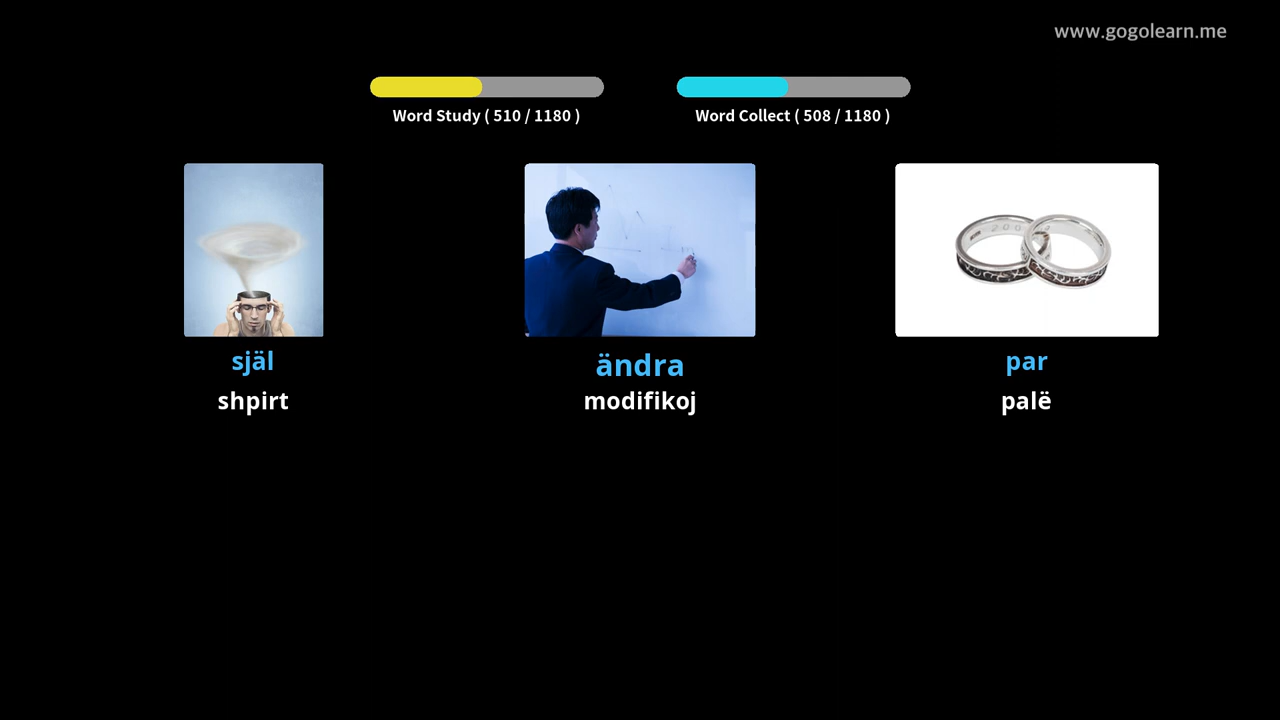 www.gogolearn.me
Word Study ( 510 / 1180 )
Word Collect ( 508 / 1180 )
själ
ändra
par
shpirt
modifikoj
palë